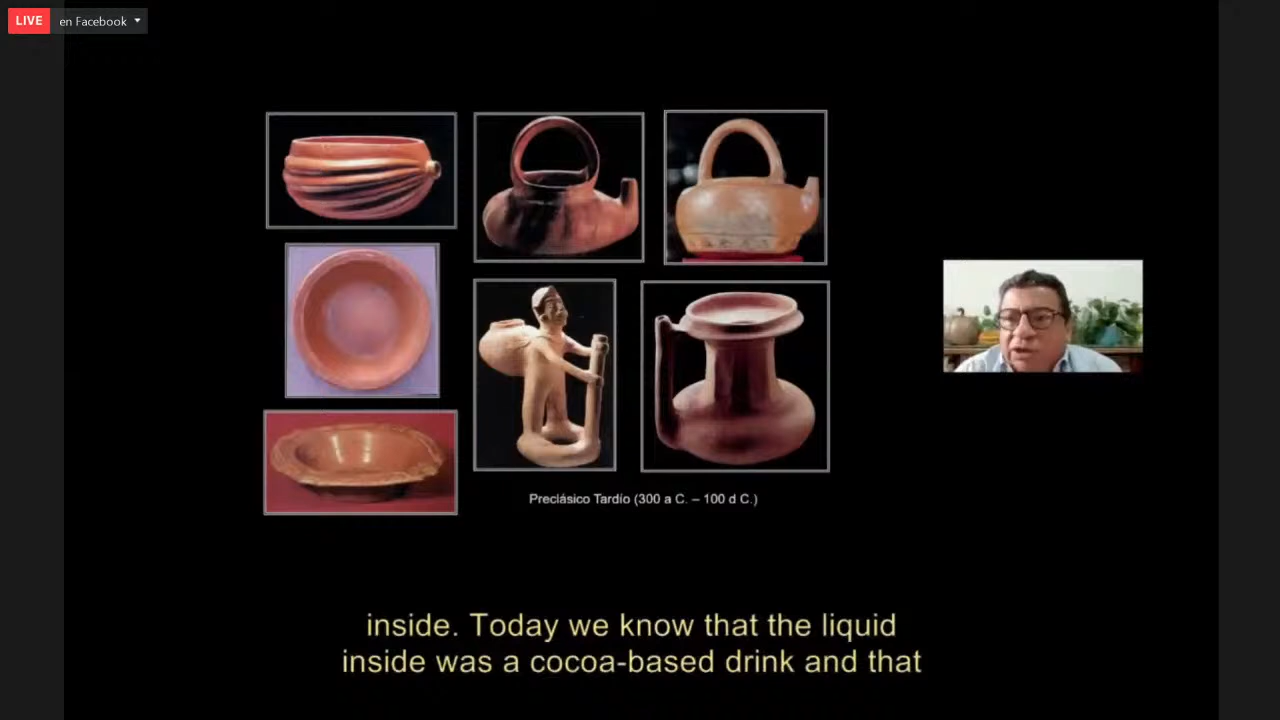 LIVE en Facebook
Preclásico Tardío (300 a C. – 100 d C.)
inside. Today we know that the liquid
inside was a cocoa-based drink and that